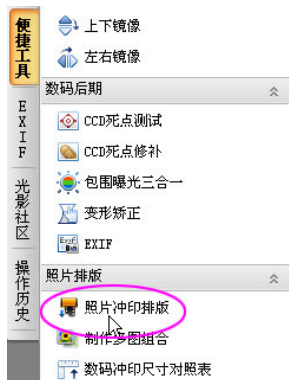 便捷工具
EXIF
光影社区
操作历史
上下镜像
左右镜像
数码后期
CCD死点测试
CCD死点修补
包围曝光三合一
变形矫正
EXIF
照片排版
照片冲印排版
制作多图组合
数码冲印尺寸对照表